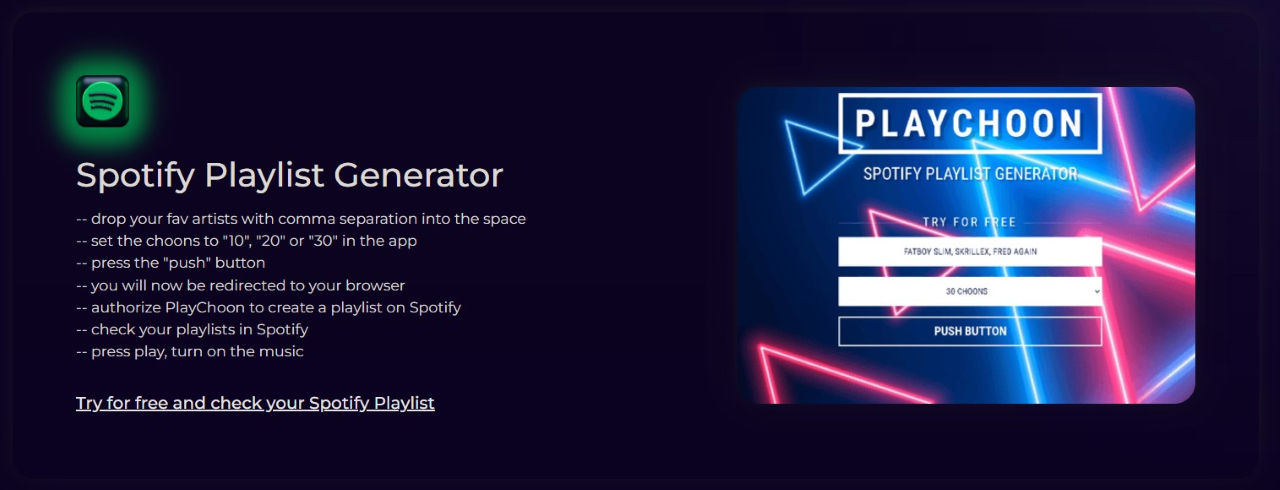 Spotify Playlist Generator
-- drop your fav artists with comma separation into the space
-- set the choons to "10", "20" or "30" in the app
-- press the "push" button
-- you will now be redirected to your browser
-- authorize PlayChoon to create a playlist on Spotify
-- check your playlists in Spotify
-- press play, turn on the music
Try for free and check your Spotify Playlist
PLAYCHOON
SPOTIFY PLAYLIST GENERATOR
TRY FOR FREE
FATBOY SLIM, SKRILLEX, FRED AGAIN
30 CHOONS
PUSH BUTTON